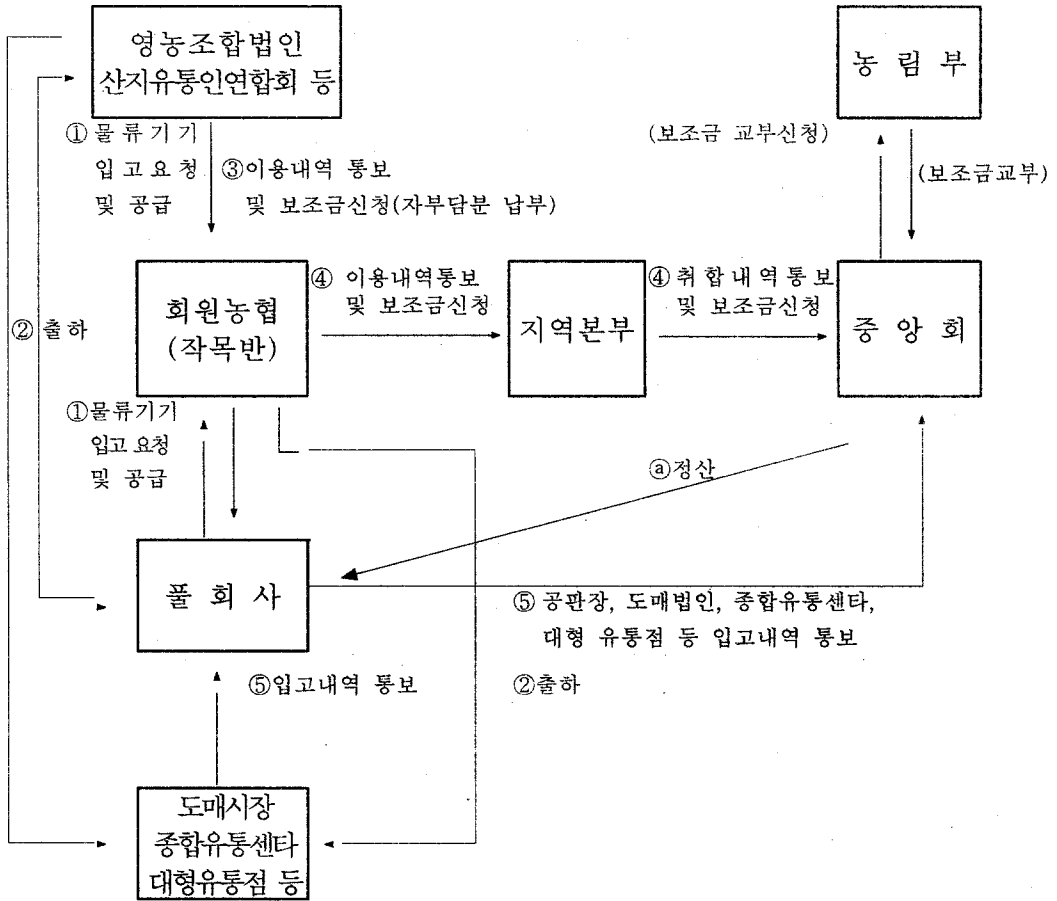 영농조합법인
산지유통인연합회 등
농 림 부
① 물 류 기 기
입 고 요 청
및 공급
③이용내역 통보
및 보조금신청(자부담분 납부)
(보조금 교부신청)
(보조금교부)
② 출하
회원농협
(작목반)
④ 이용내역통보
및 보조금신청
지역본부
④ 취 합 내 역 통 보
및 보조금신청
중 앙 회
①물류기기
입고 요청
및 공급
ⓐ정산
풀 회 사
⑤ 공판장, 도매법인, 종합유통센타,
대형 유통점 등 입고내역 통보
⑤입고내역 통보
②출하
도매시장
종합유통센타
대형유통점 등